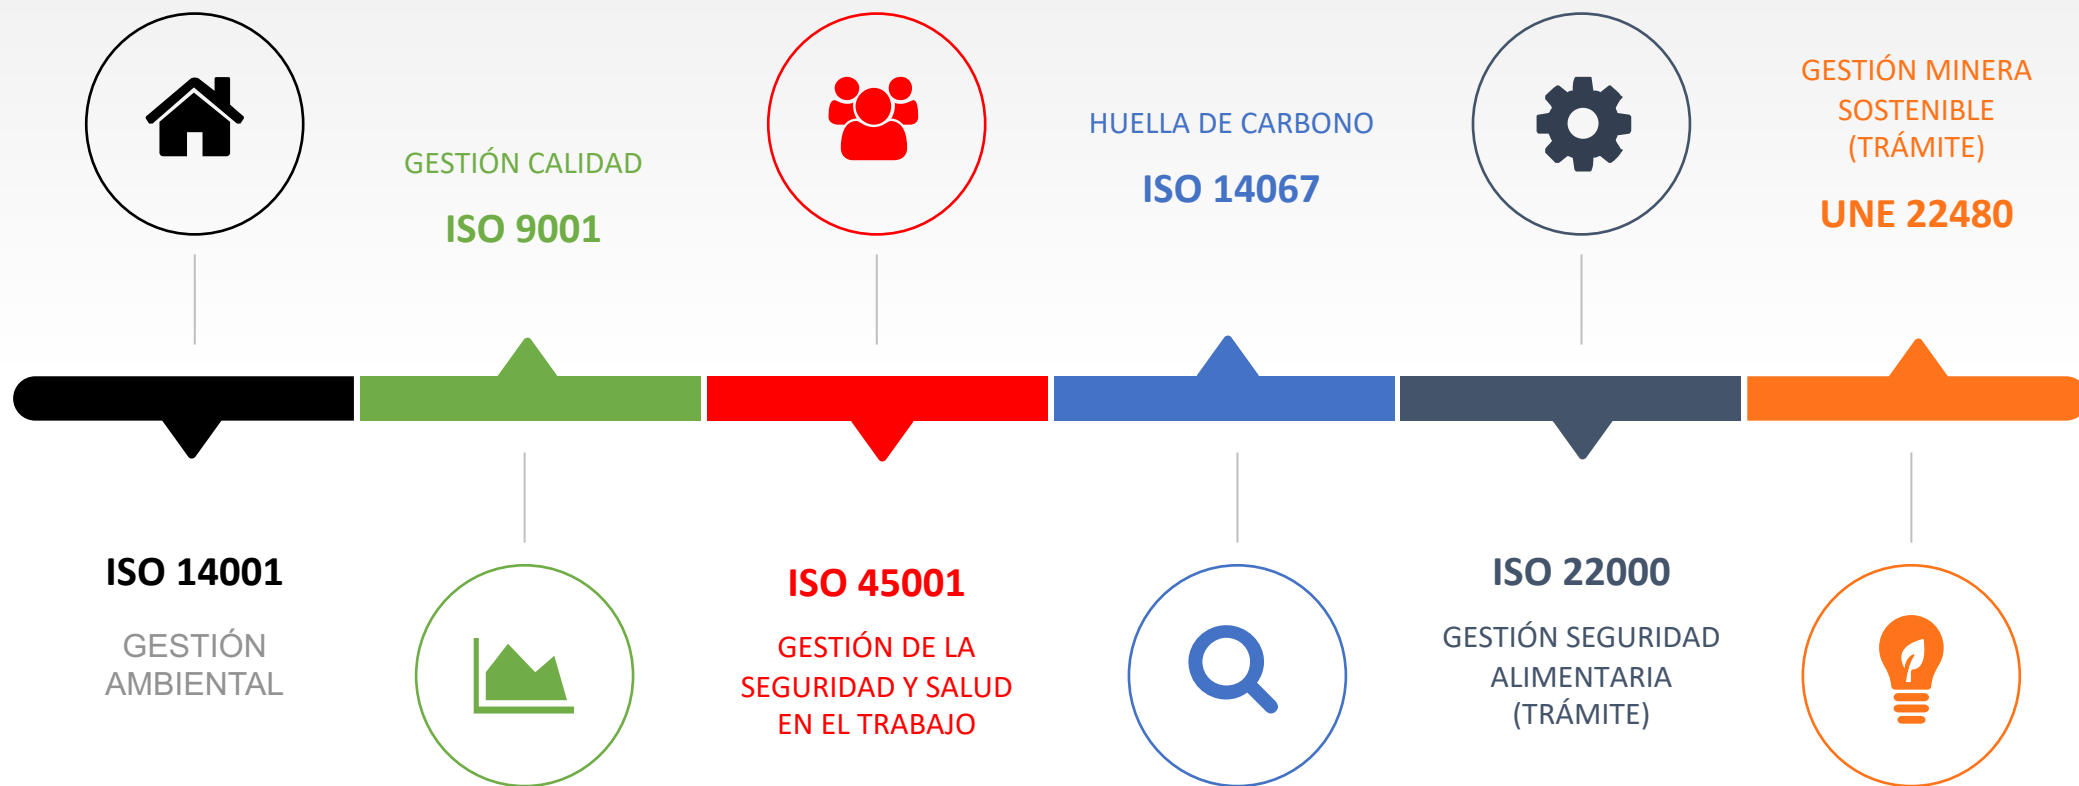 ISO 14001
GESTIÓN
AMBIENTAL
GESTIÓN CALIDAD
ISO 9001
ISO 45001
GESTIÓN DE LA
SEGURIDAD Y SALUD
EN EL TRABAJO
HUELLA DE CARBONO
ISO 14067
ISO 22000
GESTIÓN SEGURIDAD
ALIMENTARIA
(TRÁMITE)
GESTIÓN MINERA
SOSTENIBLE
(TRÁMITE)
UNE 22480